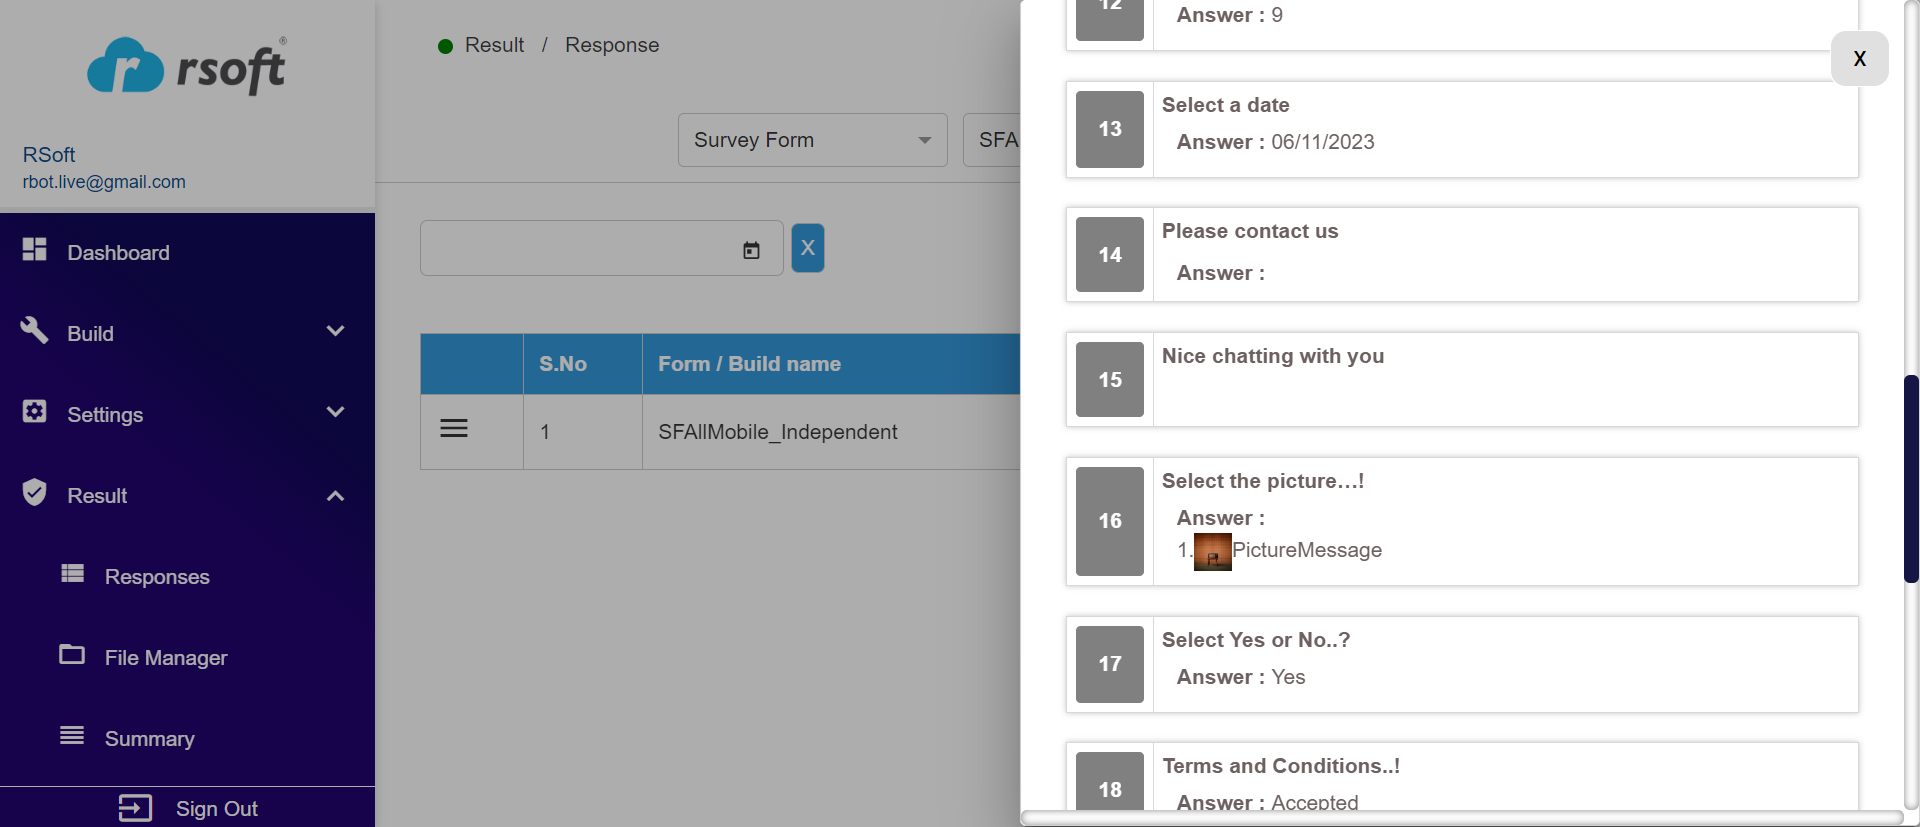 rsoft®
RSoft
rbot.live@gmail.com
Dashboard
Build
Settings
Result
Responses
File Manager
Summary
Sign Out
Result / Response
Survey Form
SFA
X
S.No Form / Build name
1 SFAllMobile_Independent
X
12
Answer : 9
13
Select a date
Answer : 06/11/2023
14
Please contact us
Answer :
15
Nice chatting with you
16
Select the picture...!
Answer :
1. PictureMessage
17
Select Yes or No..?
Answer : Yes
18
Terms and Conditions..!
Answer : Accepted